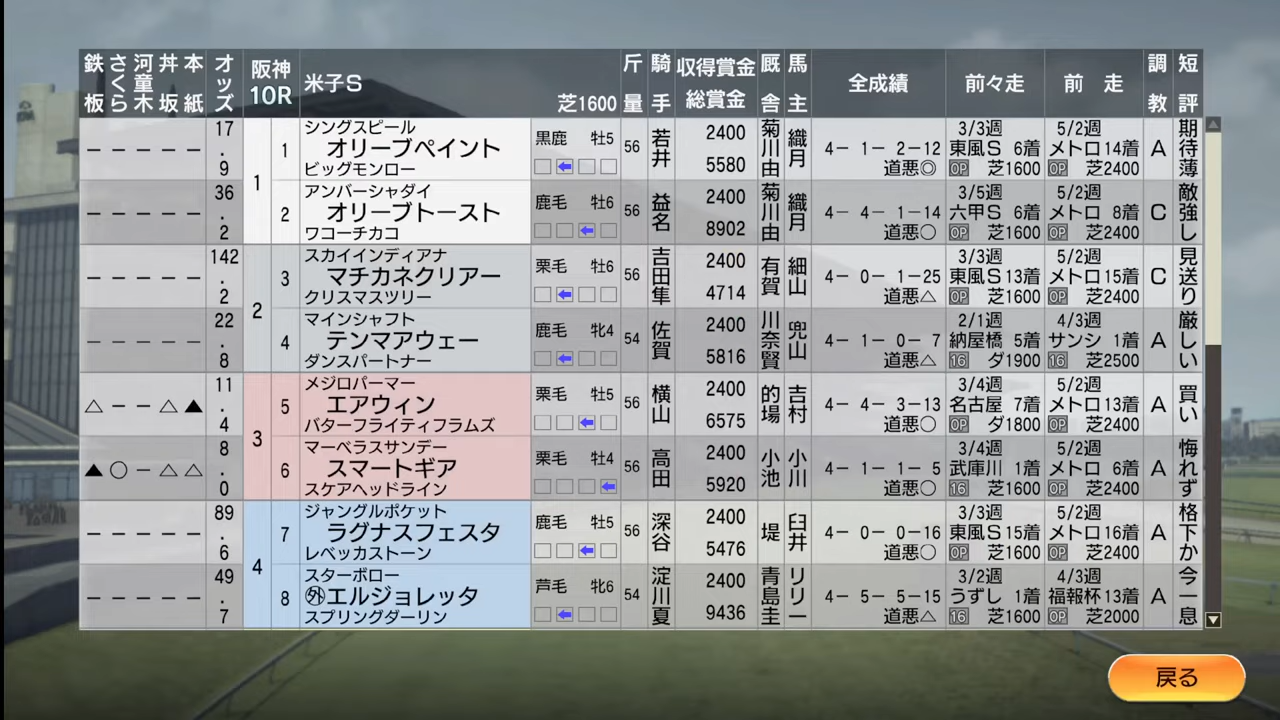 鉄板 さくら 河童木 丼坂 本紙 オッズ 阪神10R 米子S 芝1600 斤量 騎手 収得賞金 総賞金 厩舎 馬主 全成績 前々走 前走 調教 短評
－ － － － － 17.9 1 1 シングスピール オリーブペイント ビッグモンロー 黒鹿 牡5 56 若井 2400 5580 菊川由 織月 4－ 1－ 2－12 道悪◎ 3/3週 東風S 6着 OP 芝1600 5/2週 メトロ14着 OP 芝2400 A 期待薄
－ － － － － 36.2 2 アンバーシャダイ オリーブトースト ワコーチカコ 鹿毛 牡6 56 益名 2400 8902 菊川由 織月 4－ 4－ 1－14 道悪○ 3/5週 六甲S 6着 OP 芝1600 5/2週 メトロ 8着 OP 芝2400 C 敵強し
－ － － － － 142.2 2 3 スカイインディアナ マチカネクリアー クリスマスツリー 栗毛 牡6 56 吉田隼 2400 4714 有賀 細山 4－ 0－ 1－25 道悪△ 3/3週 東風S13着 OP 芝1600 5/2週 メトロ15着 OP 芝2400 C 見送り
－ － － － － 22.8 4 マインシャフト テンマアウェー ダンスパートナー 鹿毛 牝4 54 佐賀 2400 5816 川奈賢 兜山 4－ 1－ 0－ 7 道悪△ 2/1週 納屋橋 5着 16 ダ1900 4/3週 サンシ 1着 16 芝2500 A 厳しい
△ － － △ ▲ 11.4 3 5 メジロパーマー エアウィン バターフライティフラムズ 栗毛 牡5 56 横山 2400 6575 的場 吉村 4－ 4－ 3－13 道悪○ 3/4週 名古屋 7着 OP ダ1800 5/2週 メトロ13着 OP 芝2400 A 買い
▲ ○ － △ △ 8.0 6 マーベラスサンデー スマートギア スケアヘッドライン 栗毛 牡4 56 高田 2400 5920 小池 小川 4－ 1－ 1－ 5 道悪○ 3/4週 武庫川 1着 16 芝1600 5/2週 メトロ 6着 OP 芝2400 A 侮れず
－ － － － － 89.6 4 7 ジャングルポケット ラグナスフェスタ レベッカストーン 鹿毛 牡5 56 深谷 2400 5476 堤 臼井 4－ 0－ 0－16 道悪○ 3/3週 東風S15着 OP 芝1600 5/2週 メトロ16着 OP 芝2400 A 格下か
－ － － － － 49.7 8 スターボロー ㊕エルジョレッタ スプリングダーリン 芦毛 牝6 54 淀川夏 2400 9436 青島圭 リリー 4－ 5－ 5－15 道悪△ 3/2週 うずし 1着 16 芝1600 4/3週 福報杯13着 OP 芝2000 A 今一息
戻る